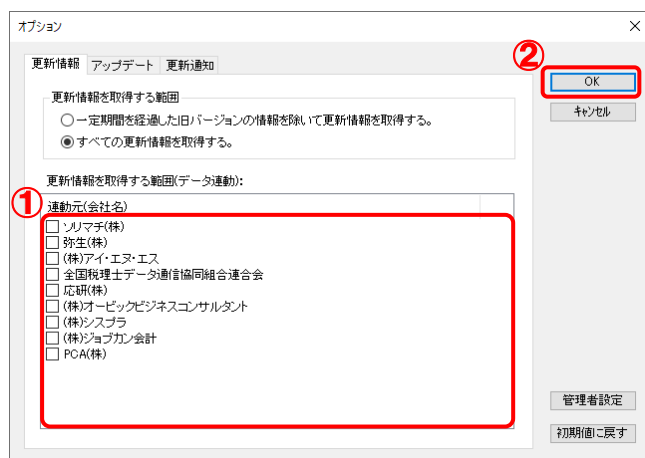 オプション
更新情報 アップデート 更新通知
②
OK
キャンセル
更新情報を取得する範囲
一定期間を経過した旧バージョンの情報を除いて更新情報を取得する。
すべての更新情報を取得する。
更新情報を取得する範囲(データ連動):
①
連動元(会社名)
ソリマチ(株)
弥生(株)
(株)アイ・エヌ・エス
全国税理士データ通信協同組合連合会
応研(株)
(株)オービックビジネスコンサルタント
(株)シスプラ
(株)ジョブカン会計
PCA(株)
管理者設定
初期値に戻す